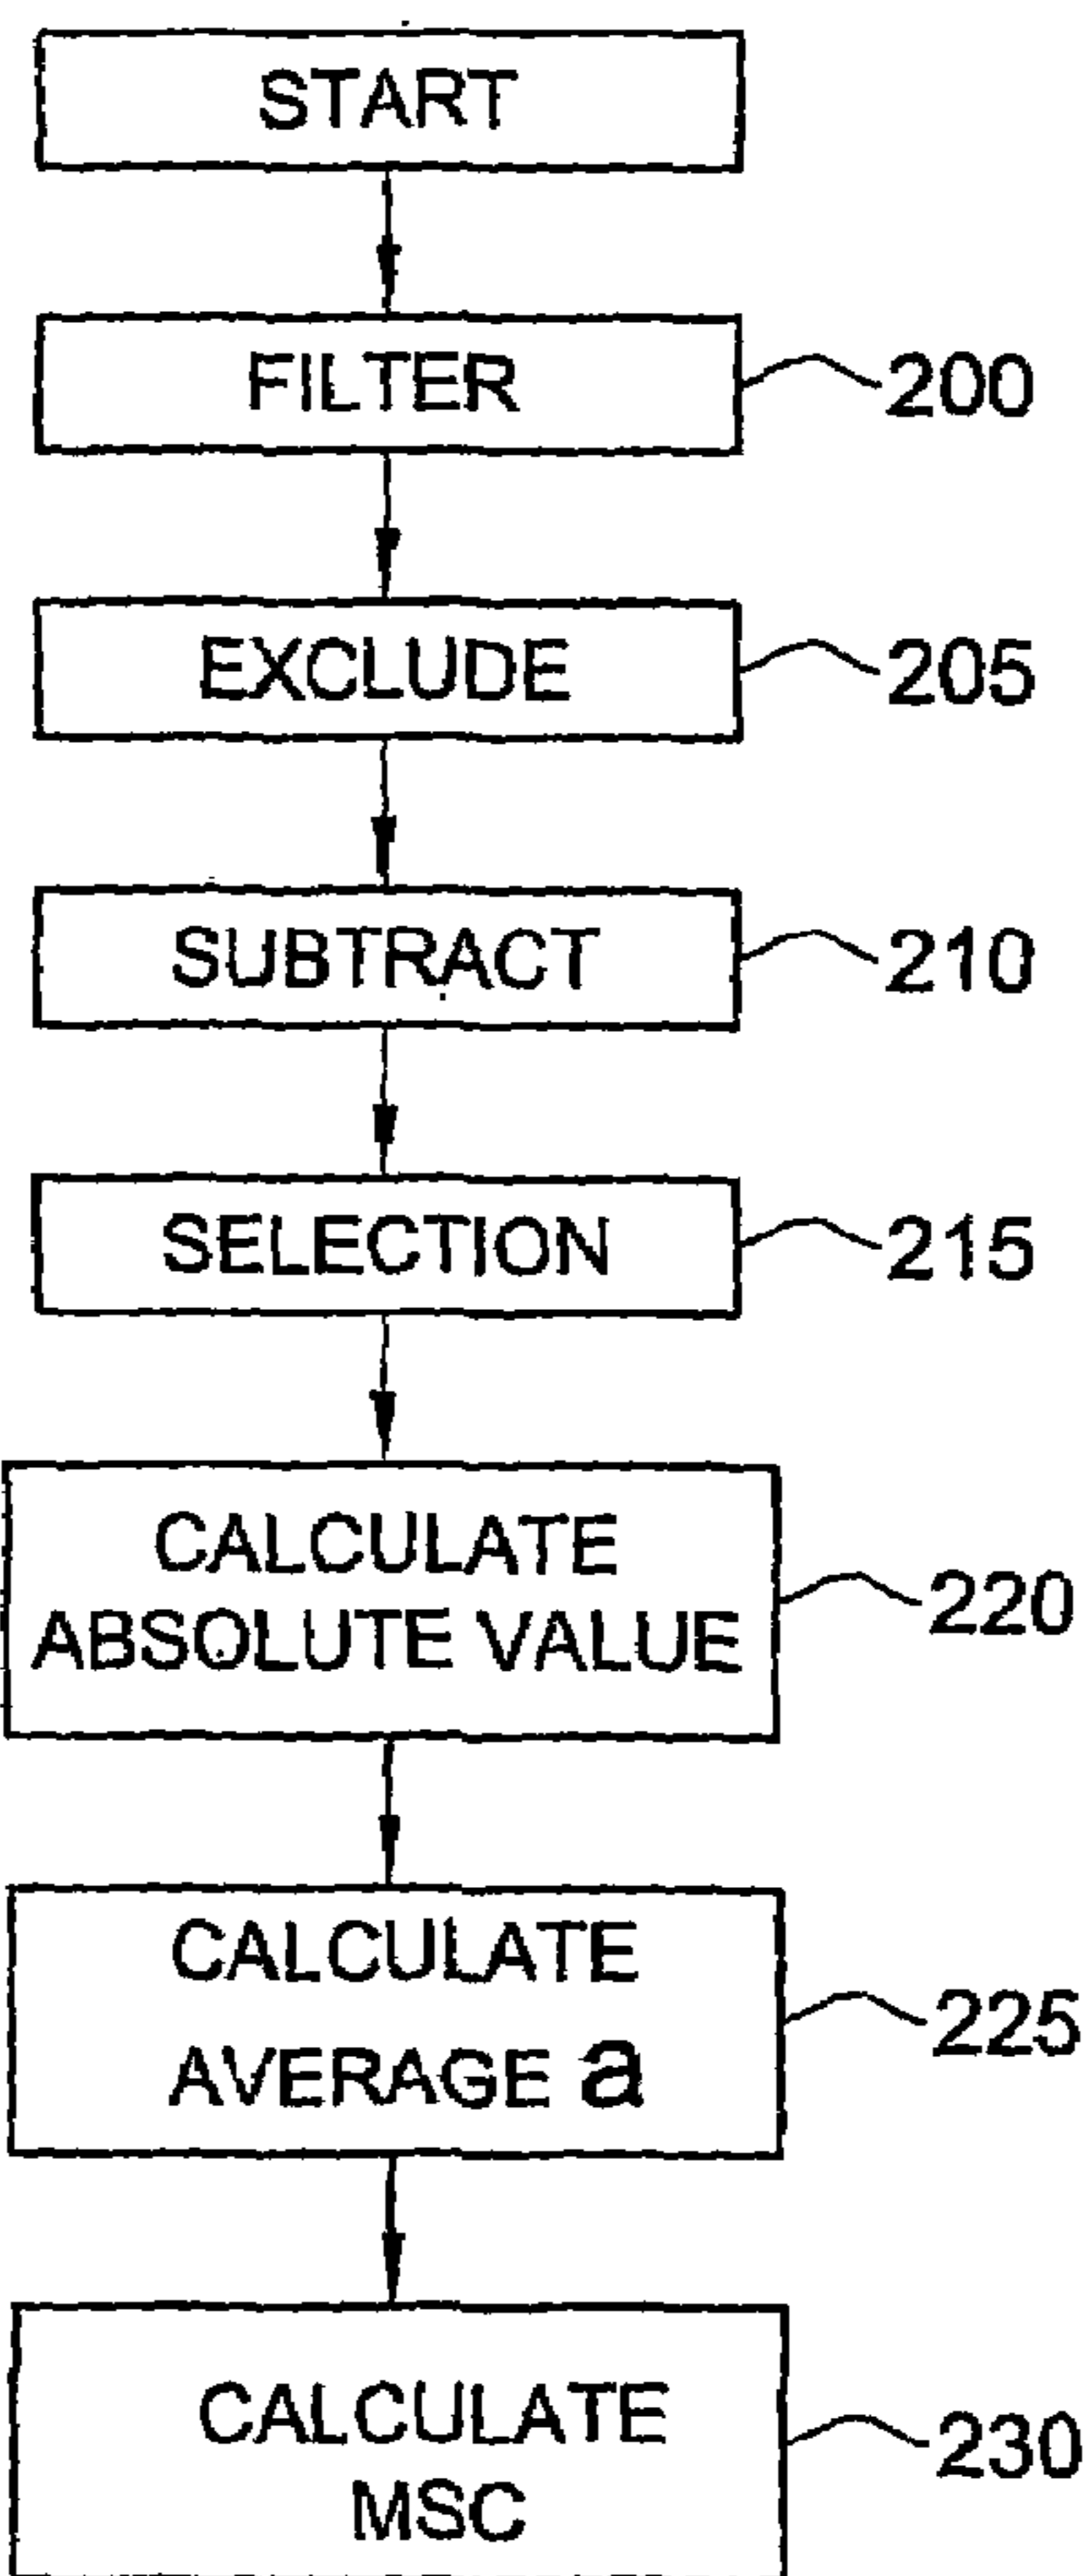 START
FILTER
200
EXCLUDE
205
SUBTRACT
210
SELECTION
215
CALCULATE
ABSOLUTE VALUE
220
CALCULATE
AVERAGE a
225
CALCULATE
MSC
230